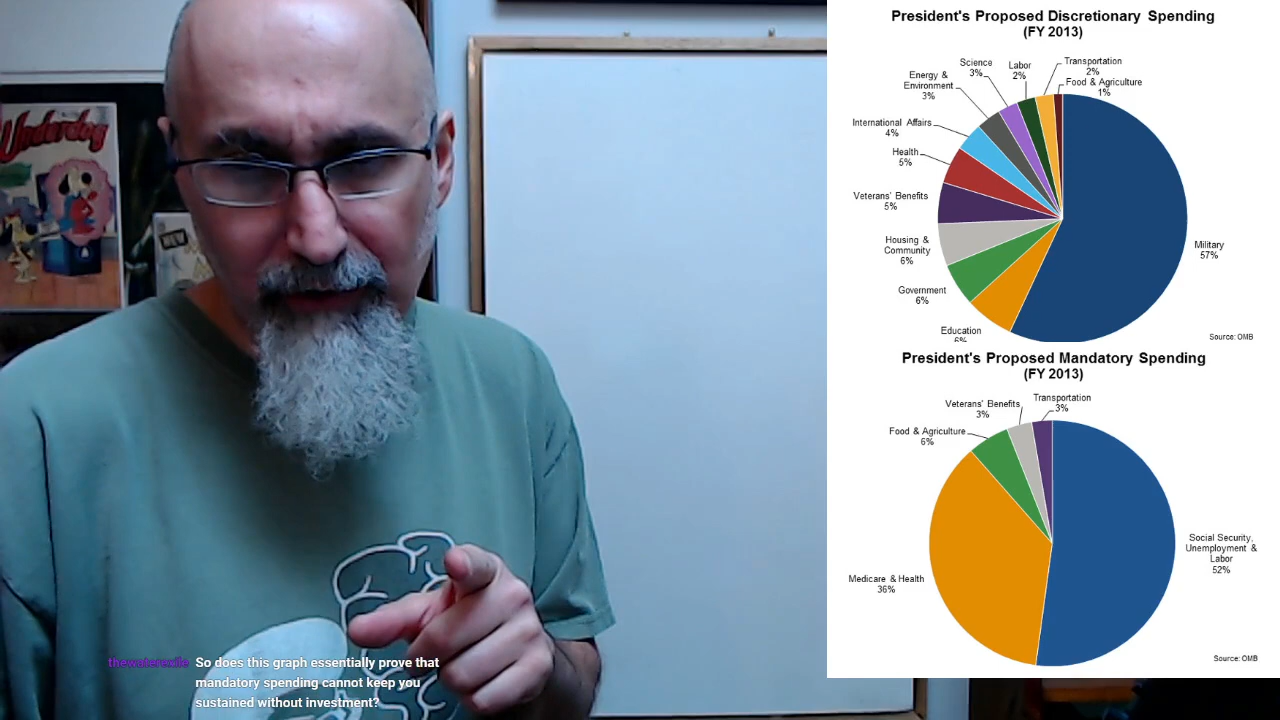 Underdog
NEW
President's Proposed Discretionary Spending
(FY 2013)
Science
3%
Labor
2%
Transportation
2%
Food & Agriculture
1%
Energy &
Environment
3%
International Affairs
4%
Health
5%
Veterans' Benefits
5%
Housing &
Community
6%
Government
6%
Education
6%
Military
57%
Source: OMB
President's Proposed Mandatory Spending
(FY 2013)
Veterans' Benefits
3%
Transportation
3%
Food & Agriculture
6%
Medicare & Health
36%
Social Security,
Unemployment &
Labor
52%
Source: OMB
thewaterexile So does this graph essentially prove that
mandatory spending cannot keep you
sustained without investment?